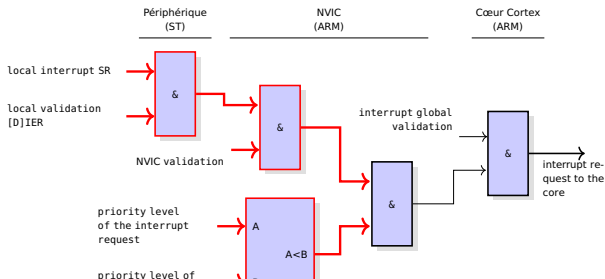 Périphérique
(ST)
NVIC
(ARM)
Cœur Cortex
(ARM)
local interrupt SR
&
local validation
[D]IER
&
NVIC validation
interrupt global
validation
&
interrupt re-
quest to the
core
priority level
of the interrupt
request
A
A<B
&
priority level of